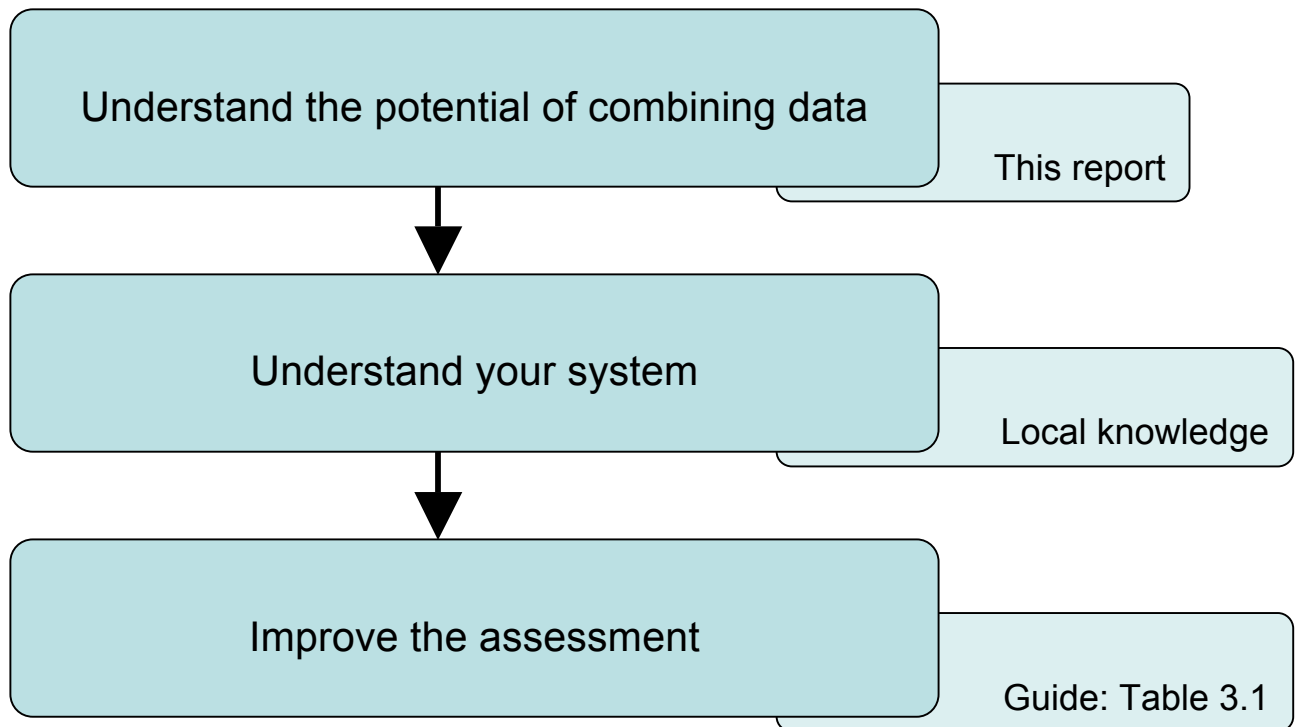 Understand the potential of combining data
This report
Understand your system
Local knowledge
Improve the assessment
Guide: Table 3.1